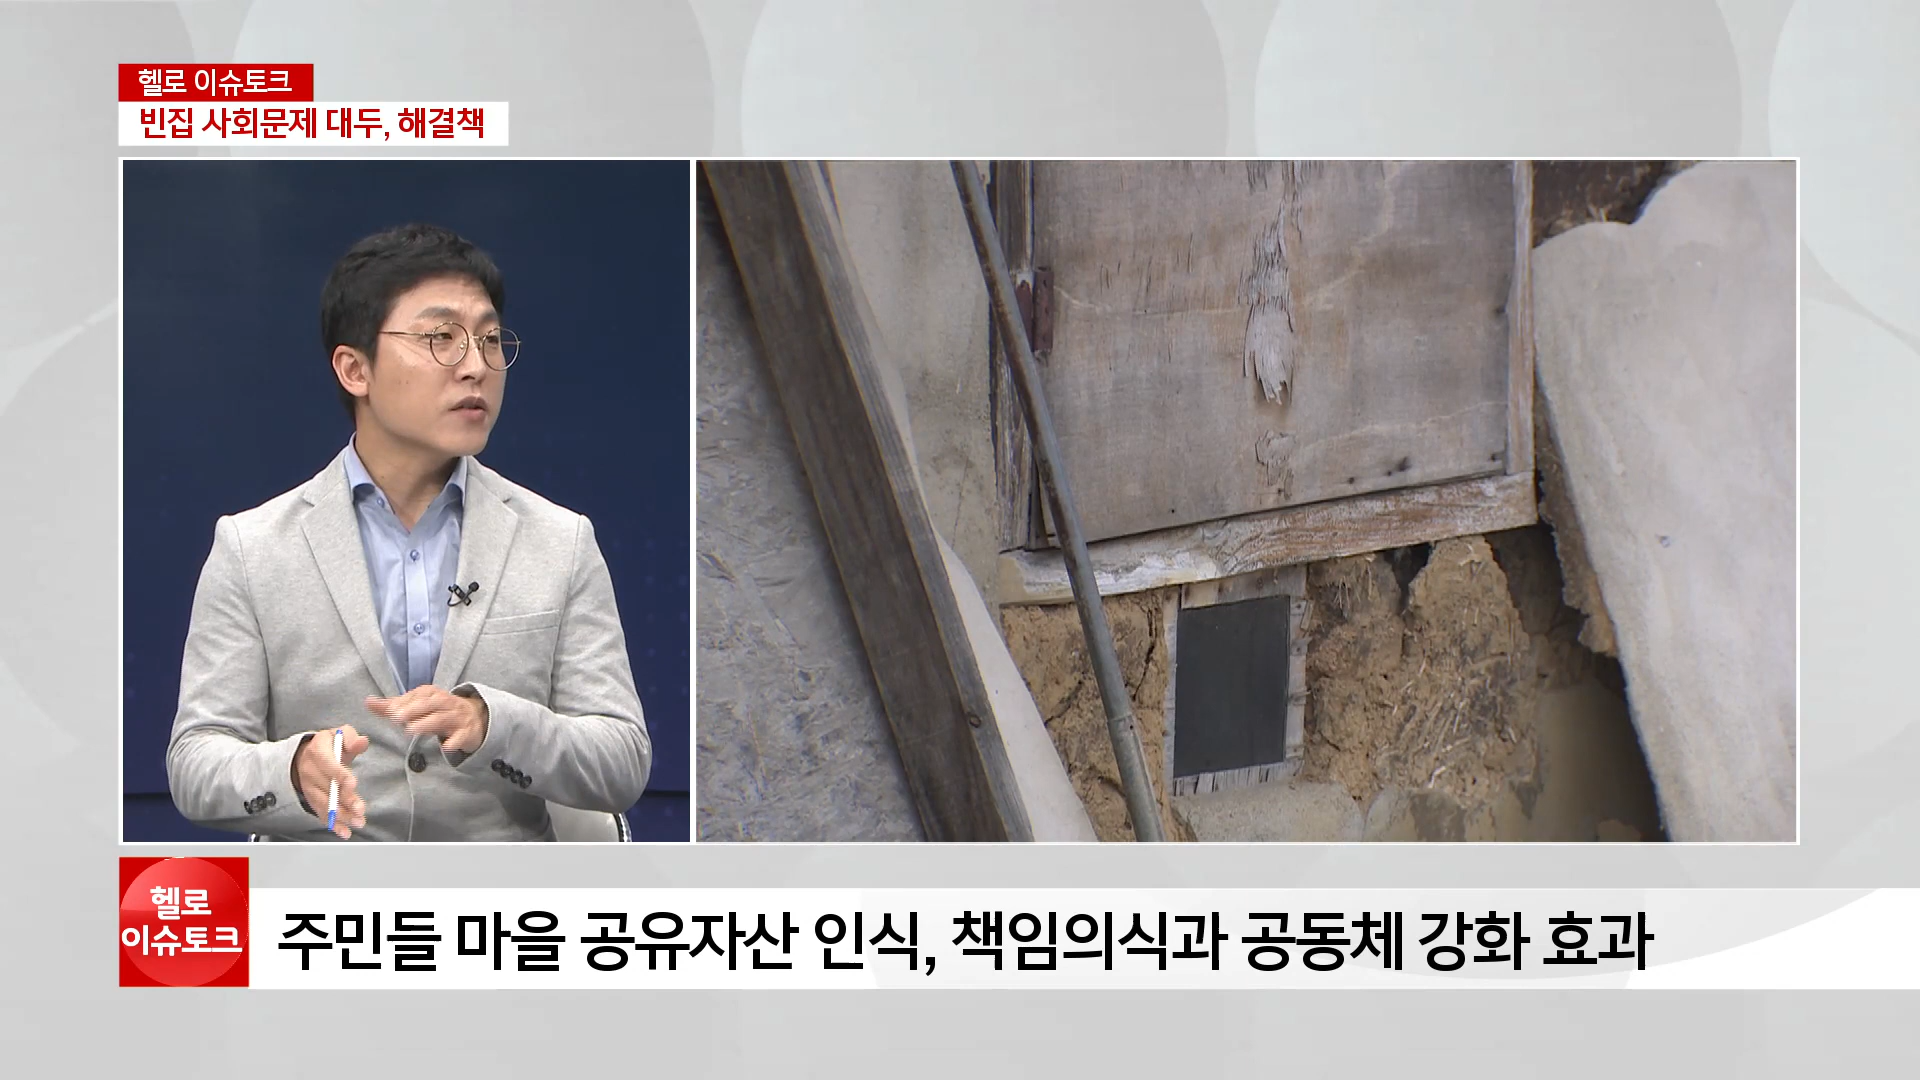 헬로 이슈토크
빈집 사회문제 대두, 해결책
헬로
이슈토크
주민들 마을 공유자산 인식, 책임의식과 공동체 강화 효과